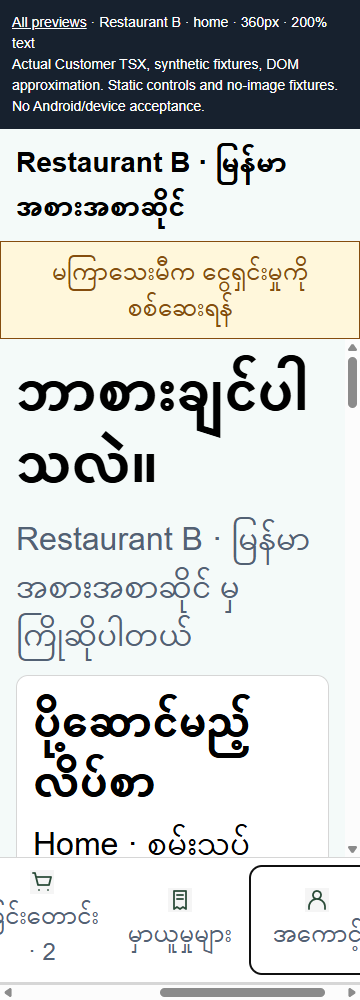 All previews · Restaurant B · home · 360px · 200%
text
Actual Customer TSX, synthetic fixtures, DOM
approximation. Static controls and no-image fixtures.
No Android/device acceptance.
Restaurant B · မြန်မာ
အစားအစာဆိုင်
မကြာသေးမီက ငွေရှင်းမှုကို
စစ်ဆေးရန်
ဘာစားချင်ပါ
သလဲ။
Restaurant B · မြန်မာ
အစားအစာဆိုင် မှ
ကြိုဆိုပါတယ်
ပို့ဆောင်မည့်
လိပ်စာ
Home · စမ်းသပ်
· 2
မှာယူမှုများ